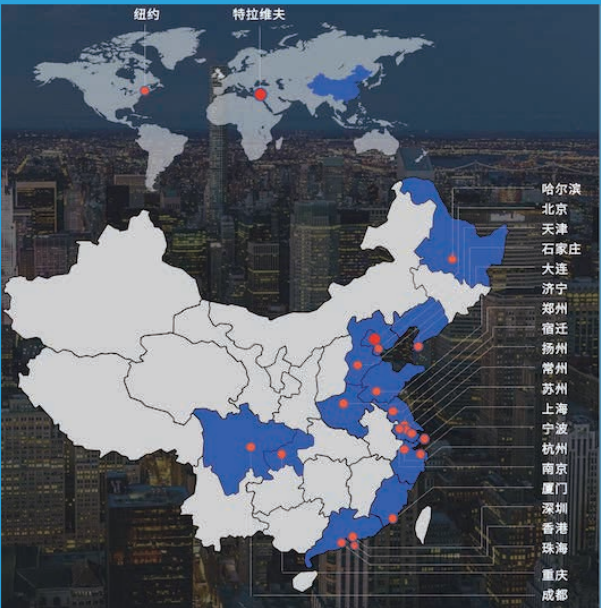 纽约
特拉维夫
哈尔滨
北京
天津
石家庄
大连
济宁
郑州
宿迁
扬州
常州
苏州
上海
宁波
杭州
南京
厦门
深圳
香港
珠海
重庆
成都